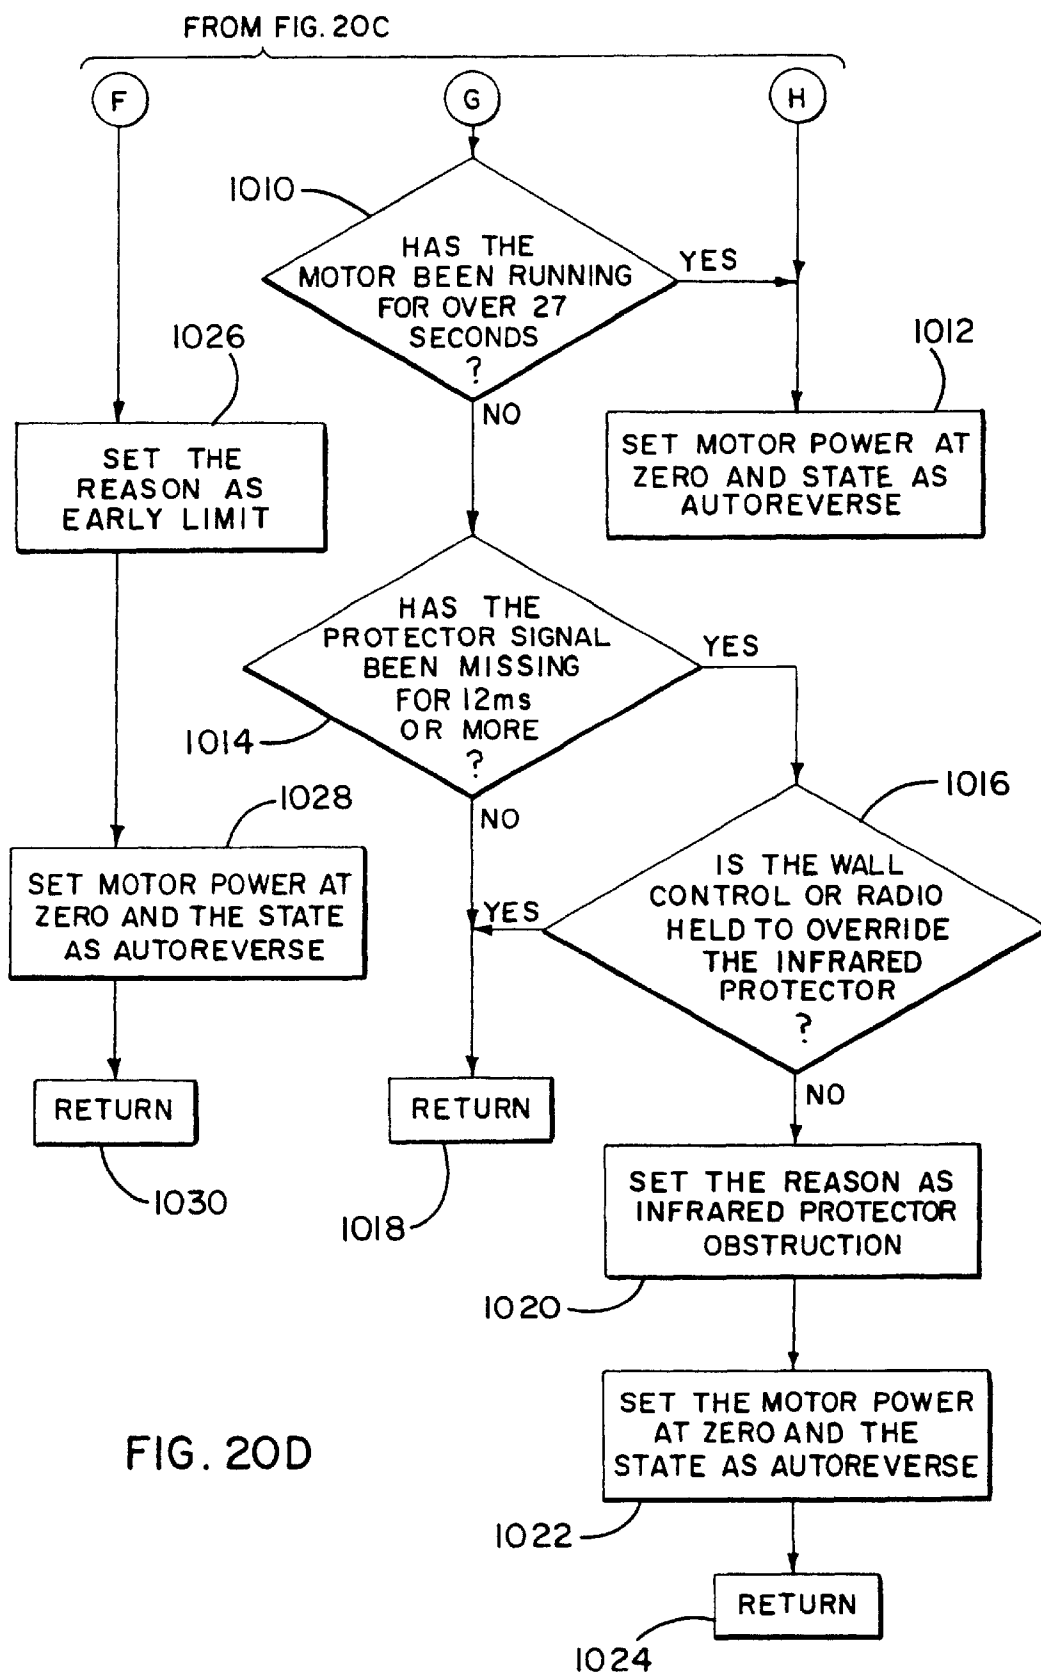 FROM FIG. 20C
F
G
H
1010
HAS THE
MOTOR BEEN RUNNING
FOR OVER 27
SECONDS
?
YES
NO
1026
SET THE
REASON AS
EARLY LIMIT
1012
SET MOTOR POWER AT
ZERO AND STATE AS
AUTOREVERSE
HAS THE
PROTECTOR SIGNAL
BEEN MISSING
FOR 12ms
OR MORE
?
YES
NO
1014
1028
SET MOTOR POWER AT
ZERO AND THE STATE
AS AUTOREVERSE
1016
IS THE WALL
CONTROL OR RADIO
HELD TO OVERRIDE
THE INFRARED
PROTECTOR
?
YES
NO
RETURN
1030
RETURN
1018
SET THE REASON AS
INFRARED PROTECTOR
OBSTRUCTION
1020
SET THE MOTOR POWER
AT ZERO AND THE
STATE AS AUTOREVERSE
1022
RETURN
1024
FIG. 20D